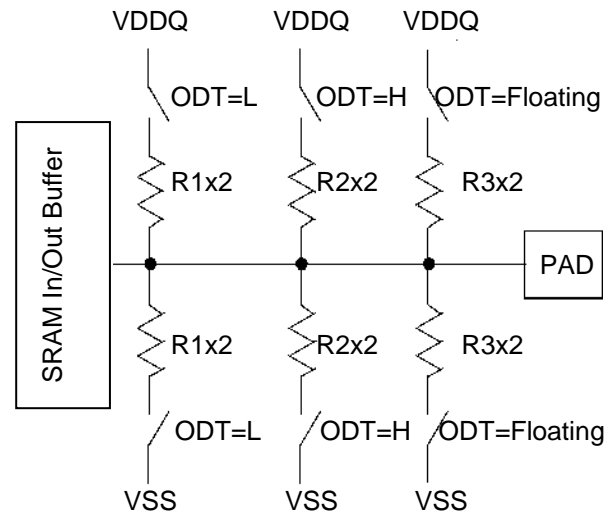 VDDQ VDDQ VDDQ
ODT=L ODT=H ODT=Floating
R1x2 R2x2 R3x2
SRAM In/Out Buffer
PAD
R1x2 R2x2 R3x2
ODT=L ODT=H ODT=Floating
VSS VSS VSS